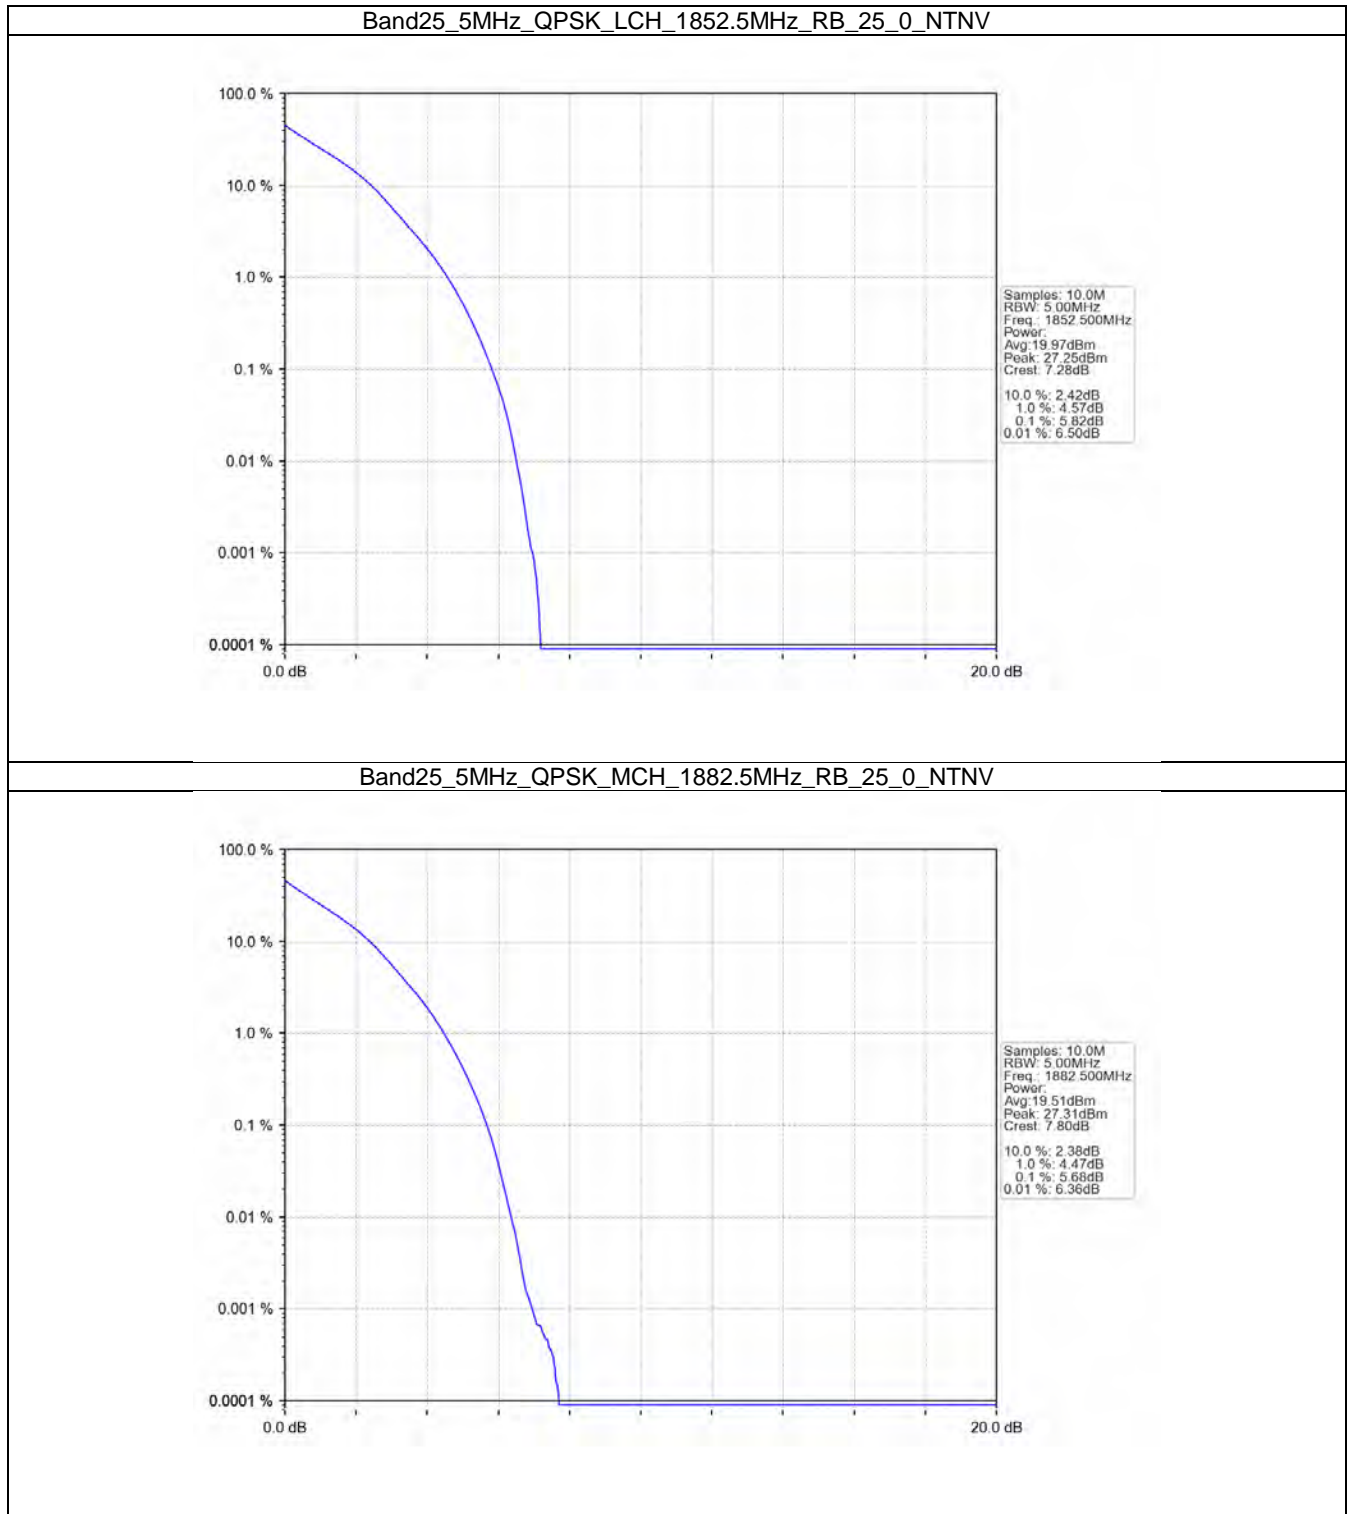 Band25_5MHz_QPSK_LCH_1852.5MHz_RB_25_0_NTNV
100.0 %
10.0 %
1.0 %
0.1 %
0.01 %
0.001 %
0.0001 %
0.0 dB
20.0 dB
Samples: 10.0M
RBW: 5.00MHz
Freq.: 1852.500MHz
Power:
Avg:19.97dBm
Peak: 27.25dBm
Crest: 7.28dB
10.0 %: 2.42dB
1.0 %: 4.57dB
0.1 %: 5.82dB
0.01 %: 6.50dB
Band25_5MHz_QPSK_MCH_1882.5MHz_RB_25_0_NTNV
100.0 %
10.0 %
1.0 %
0.1 %
0.01 %
0.001 %
0.0001 %
0.0 dB
20.0 dB
Samples: 10.0M
RBW: 5.00MHz
Freq.: 1882.500MHz
Power:
Avg:19.51dBm
Peak: 27.31dBm
Crest: 7.80dB
10.0 %: 2.38dB
1.0 %: 4.47dB
0.1 %: 5.68dB
0.01 %: 6.36dB